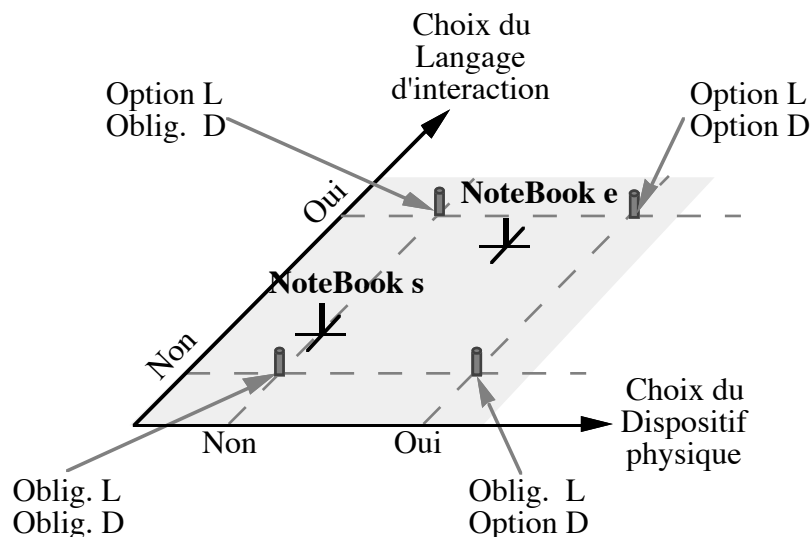 Choix du
Langage
d'interaction
Option L
Oblig. D
Option L
Option D
Oui
NoteBook e
NoteBook s
Non
Choix du
Dispositif
physique
Non
Oui
Oblig. L
Oblig. D
Oblig. L
Option D